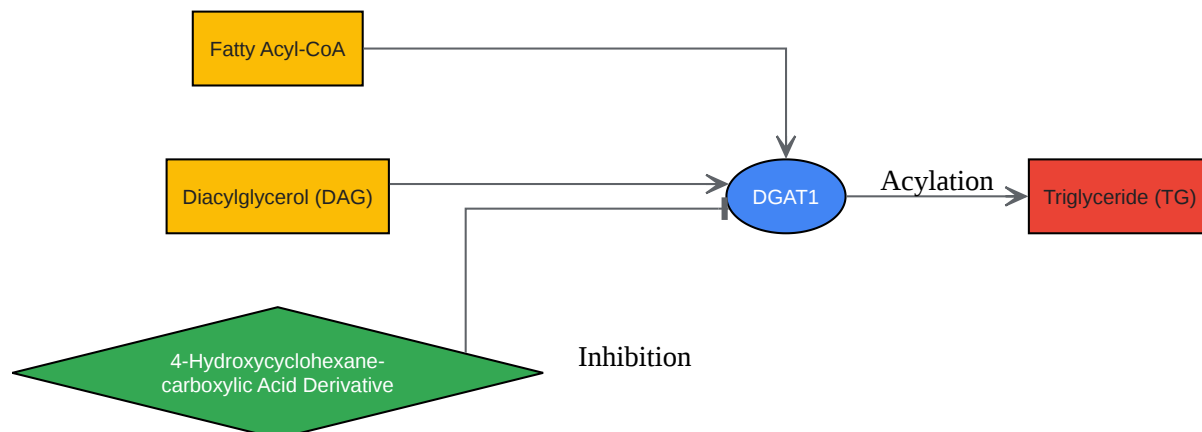 Fatty Acyl-CoA
Diacylglycerol (DAG)
DGAT1
Acylation
Triglyceride (TG)
4-Hydroxycyclohexane-
carboxylic Acid Derivative
Inhibition